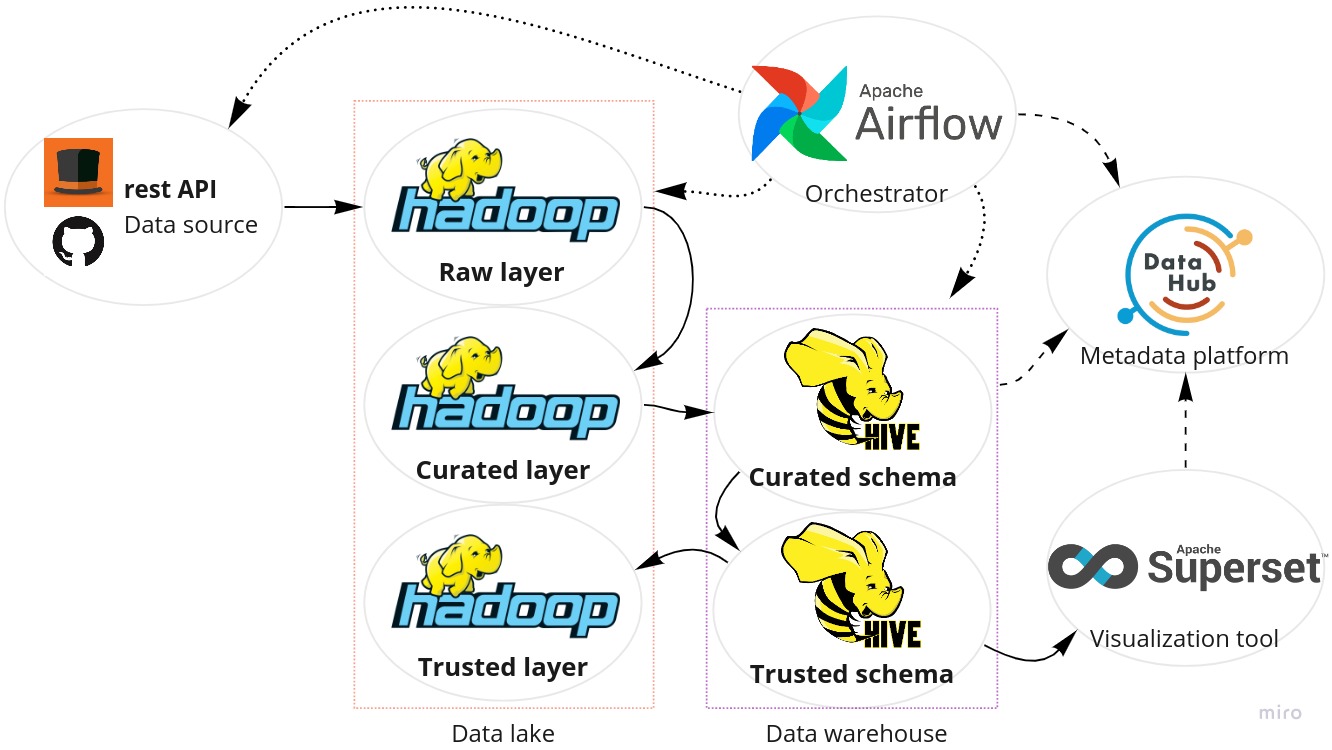 Apache
Airflow
Orchestrator
rest API
Data source
hadoop
Raw layer
Data
Hub
Metadata platform
hadoop
Curated layer
HIVE
Curated schema
hadoop
Trusted layer
HIVE
Trusted schema
Apache
Superset™
Visualization tool
Data lake
Data warehouse
miro